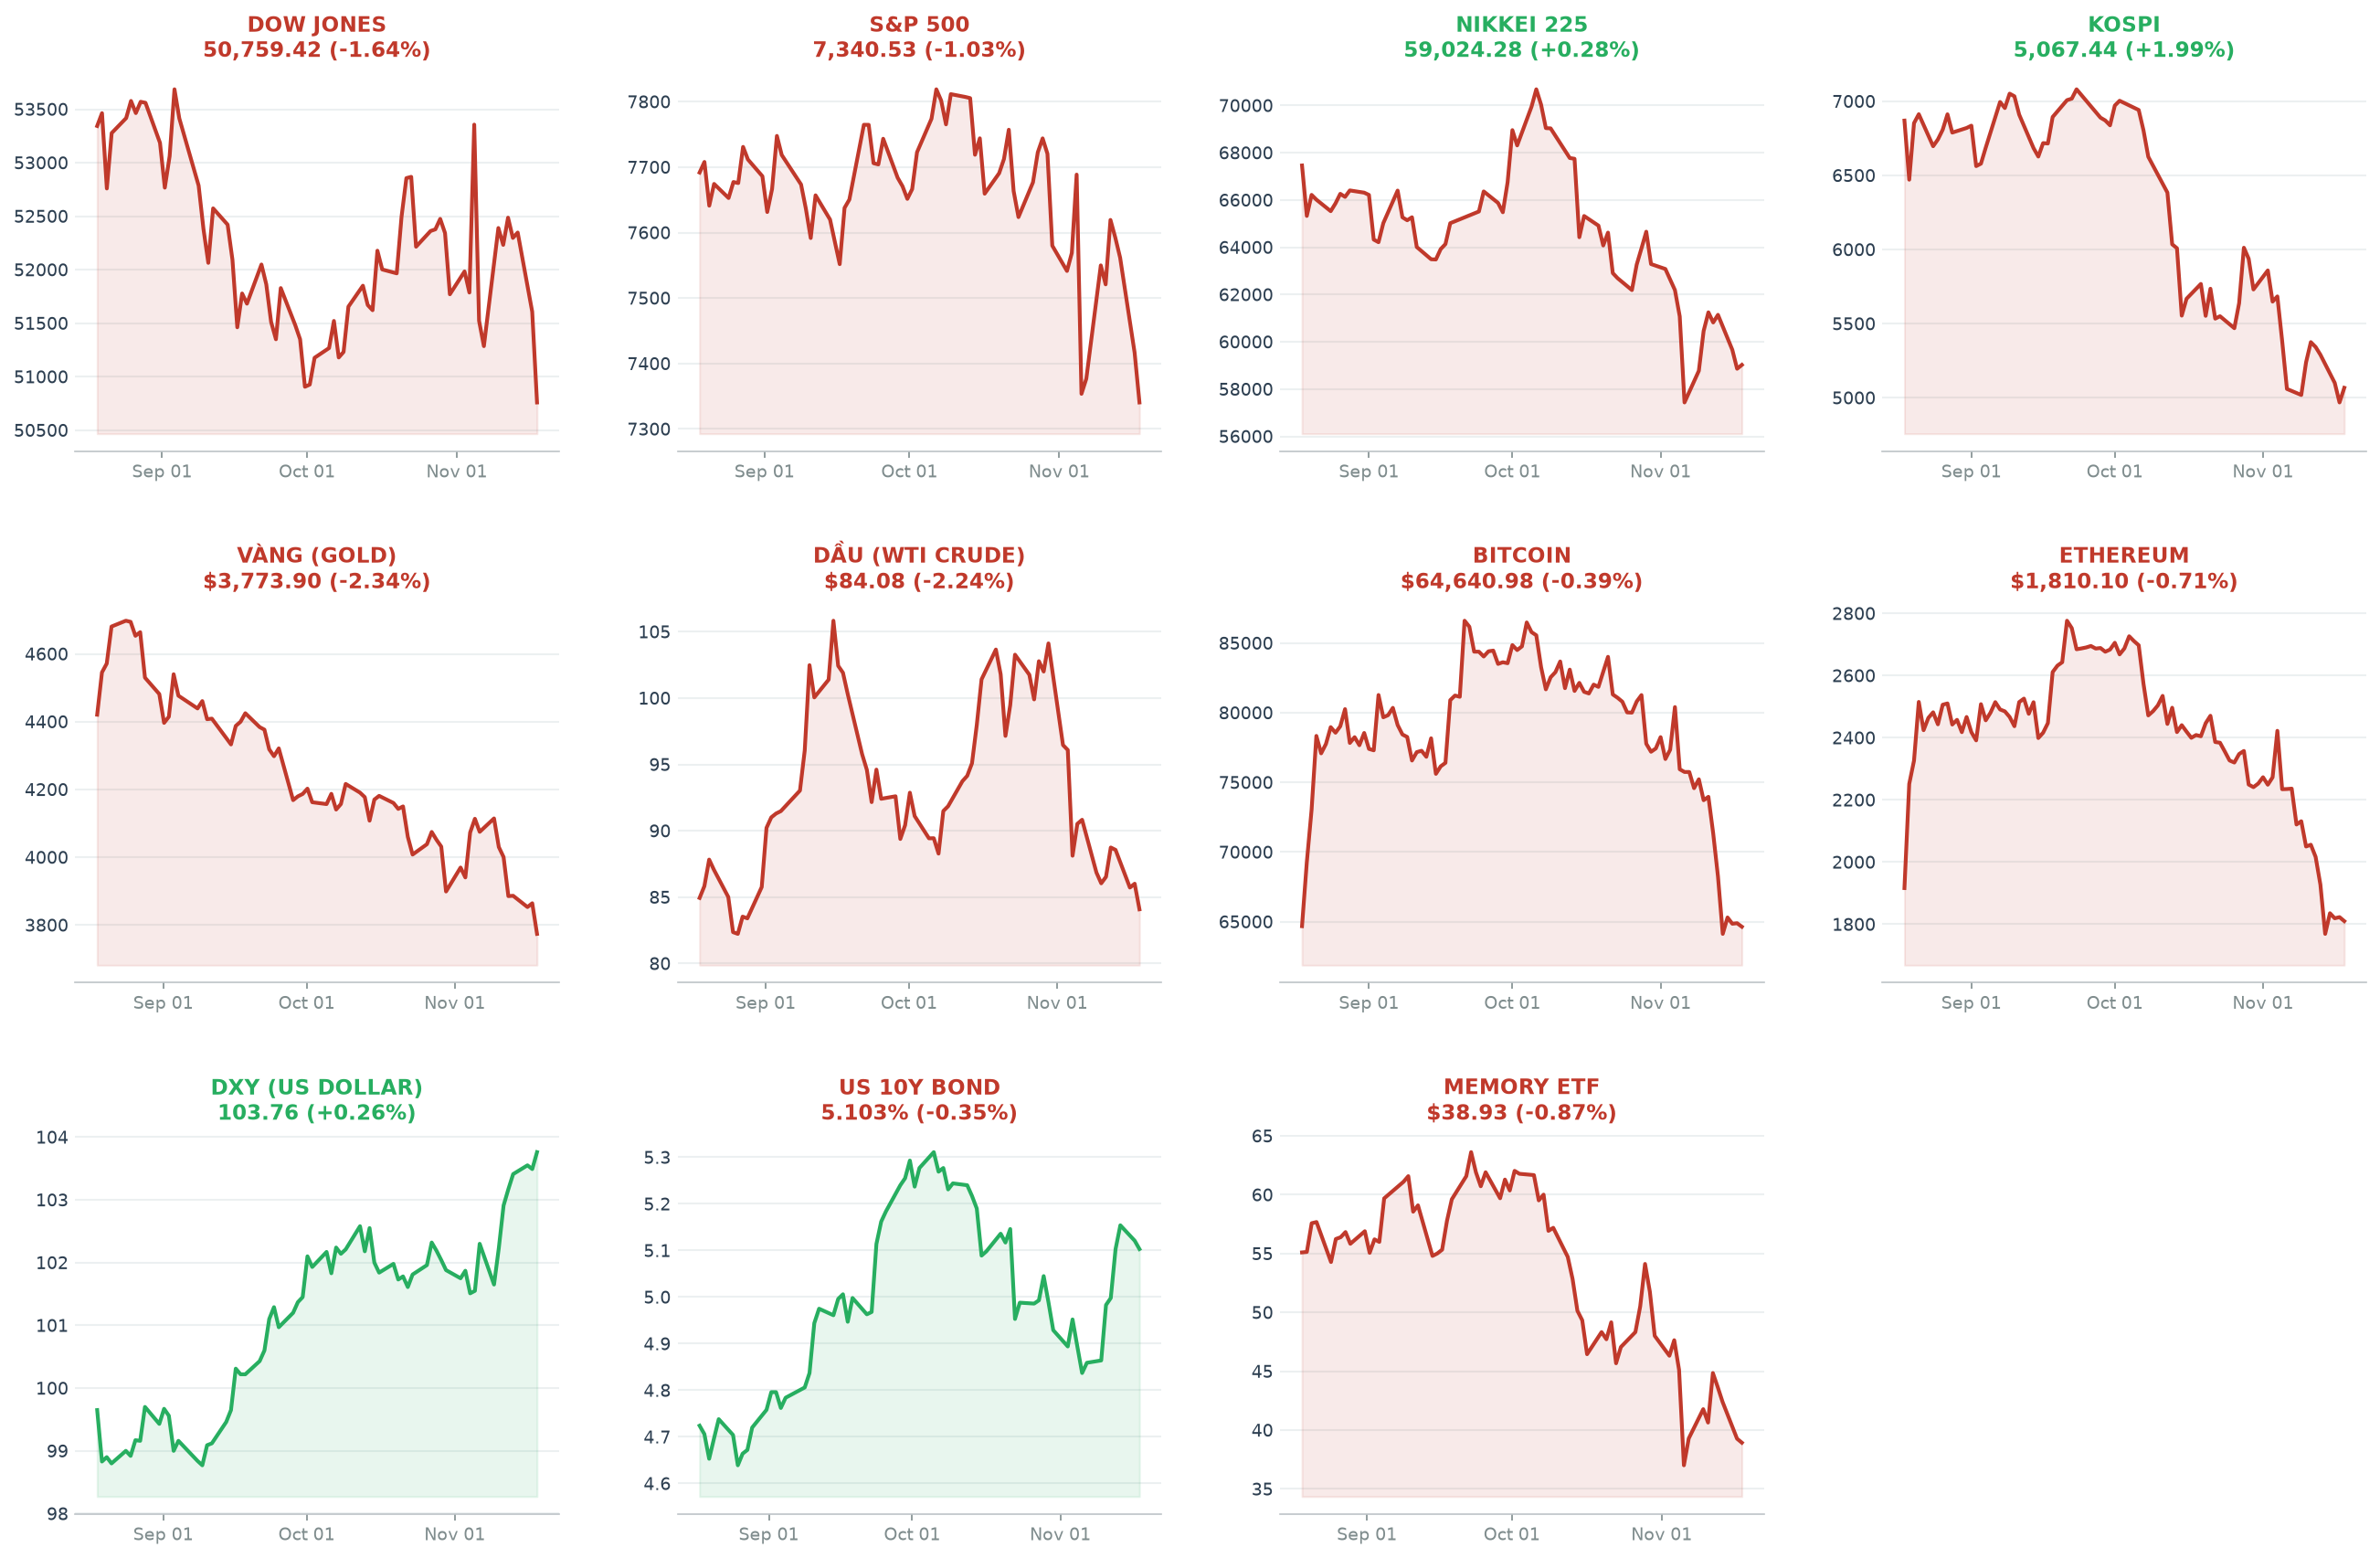 DOW JONES
50,759.42 (-1.64%)
53500
53000
52500
52000
51500
51000
50500
Sep 01
Oct 01
Nov 01
S&P 500
7,340.53 (-1.03%)
7800
7700
7600
7500
7400
7300
Sep 01
Oct 01
Nov 01
NIKKEI 225
59,024.28 (+0.28%)
70000
68000
66000
64000
62000
60000
58000
56000
Sep 01
Oct 01
Nov 01
KOSPI
5,067.44 (+1.99%)
7000
6500
6000
5500
5000
Sep 01
Oct 01
Nov 01
VÀNG (GOLD)
$3,773.90 (-2.34%)
4600
4400
4200
4000
3800
Sep 01
Oct 01
Nov 01
DẦU (WTI CRUDE)
$84.08 (-2.24%)
105
100
95
90
85
80
Sep 01
Oct 01
Nov 01
BITCOIN
$64,640.98 (-0.39%)
85000
80000
75000
70000
65000
Sep 01
Oct 01
Nov 01
ETHEREUM
$1,810.10 (-0.71%)
2800
2600
2400
2200
2000
1800
Sep 01
Oct 01
Nov 01
DXY (US DOLLAR)
103.76 (+0.26%)
104
103
102
101
100
99
98
Sep 01
Oct 01
Nov 01
US 10Y BOND
5.103% (-0.35%)
5.3
5.2
5.1
5.0
4.9
4.8
4.7
4.6
Sep 01
Oct 01
Nov 01
MEMORY ETF
$38.93 (-0.87%)
65
60
55
50
45
40
35
Sep 01
Oct 01
Nov 01